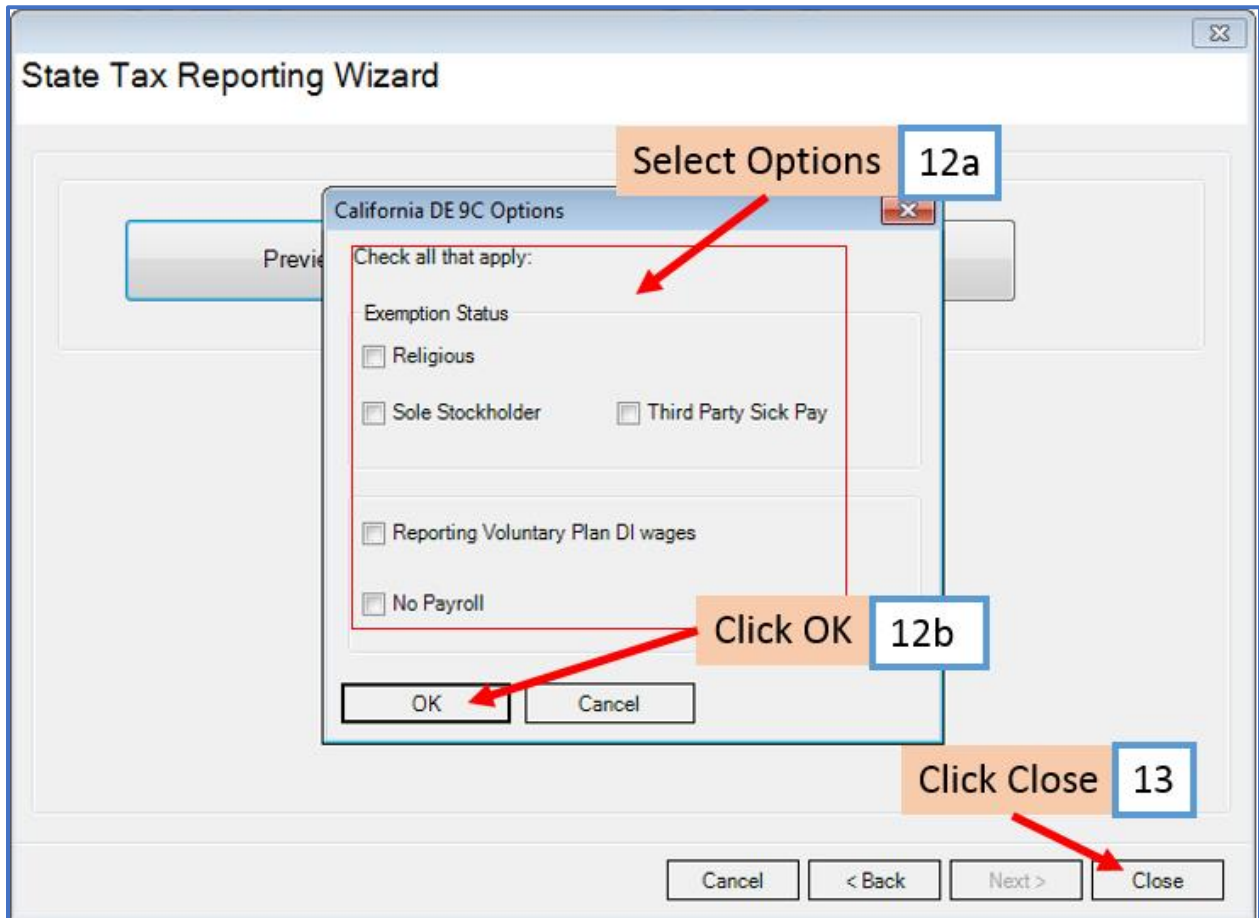 State Tax Reporting Wizard
Select Options 12a
California DE 9C Options
Previe
Check all that apply:
Exemption Status
Religious
Sole Stockholder Third Party Sick Pay
Reporting Voluntary Plan DI wages
No Payroll
Click OK 12b
OK Cancel
Click Close 13
Cancel < Back Next > Close